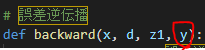 # 誤差逆伝播
def backward(x, d, z1, y):